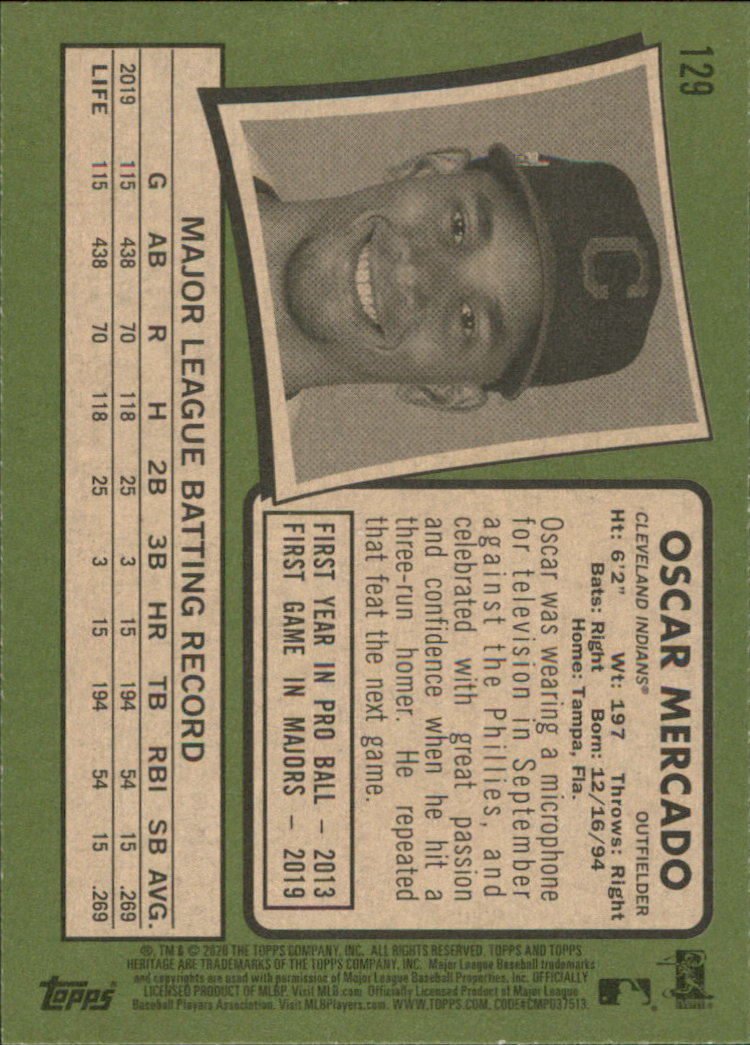 129
OSCAR MERCADO
CLEVELAND INDIANS® OUTFIELDER
Ht: 6'2" Wt: 197 Throws: Right
Bats: Right Born: 12/16/94
Home: Tampa, Fla.
Oscar was wearing a microphone
for television in September
against the Phillies, and
celebrated with great passion
and confidence when he hit a
three-run homer. He repeated
that feat the next game.
FIRST YEAR IN PRO BALL – 2013
FIRST GAME IN MAJORS – 2019
C
MAJOR LEAGUE BATTING RECORD
G AB R H 2B 3B HR TB RBI SB AVG.
2019 115 438 70 118 25 3 15 194 54 15 .269
LIFE 115 438 70 118 25 3 15 194 54 15 .269
®, TM & © 2020 THE TOPPS COMPANY, INC. ALL RIGHTS RESERVED. TOPPS AND TOPPS
HERITAGE ARE TRADEMARKS OF THE TOPPS COMPANY, INC. Major League Baseball trademarks
and copyrights are used with permission of Major League Baseball Properties, Inc. OFFICIALLY
LICENSED PRODUCT OF MLBP. Visit MLB.com Officially Licensed Product of Major League
Baseball Players Association. Visit MLBPlayers.com. WWW.TOPPS.COM. CODE#CMP037513.
topps